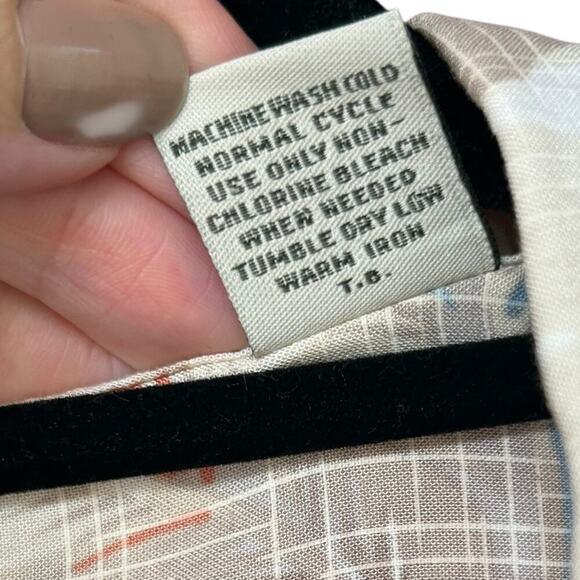 MACHINE WASH COLD
NORMAL CYCLE
USE ONLY NON-
CHLORINE BLEACH
WHEN NEEDED
TUMBLE DRY LOW
WARM IRON
T.B.